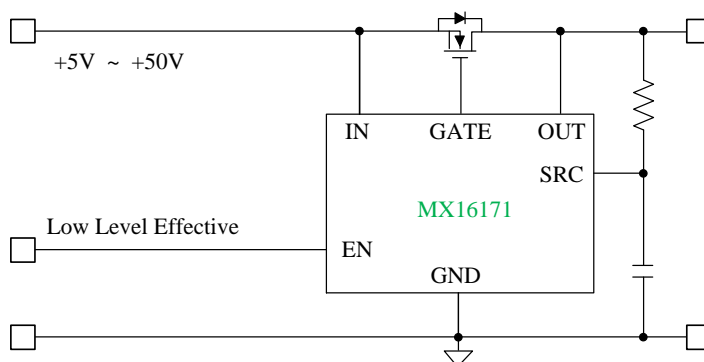 +5V ~ +50V
IN GATE OUT
SRC
MX16171
Low Level Effective
EN
GND